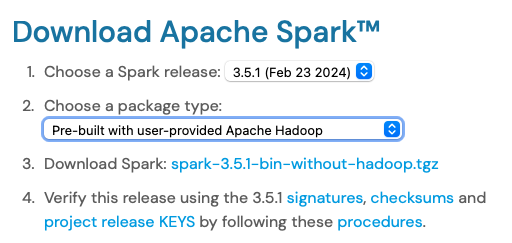 Download Apache Spark™
1. Choose a Spark release: 3.5.1 (Feb 23 2024)
2. Choose a package type:
Pre-built with user-provided Apache Hadoop
3. Download Spark: spark-3.5.1-bin-without-hadoop.tgz
4. Verify this release using the 3.5.1 signatures, checksums and
project release KEYS by following these procedures.